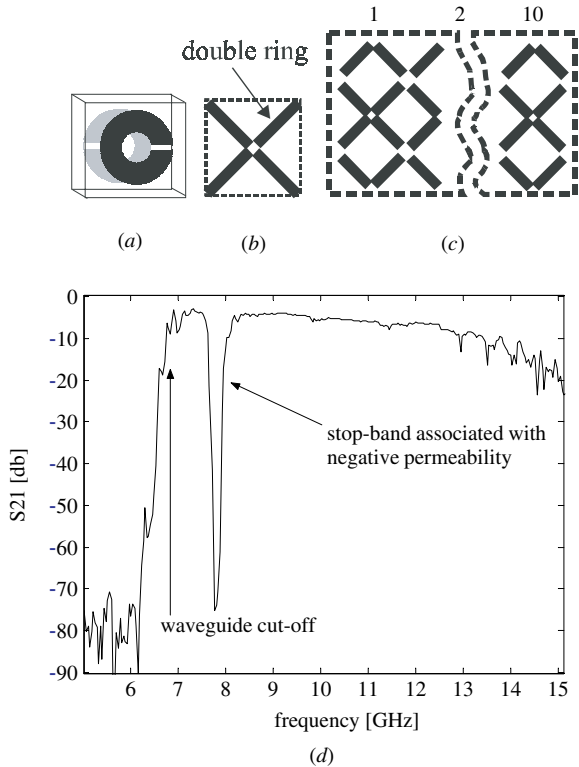 1 2 10
double ring
(a) (b) (c)
0
-10
-20
-30
-40
-50
-60
-70
-80
-90
S21 [db]
stop-band associated with
negative permeability
waveguide cut-off
6 7 8 9 10 11 12 13 14 15
frequency [GHz]
(d)